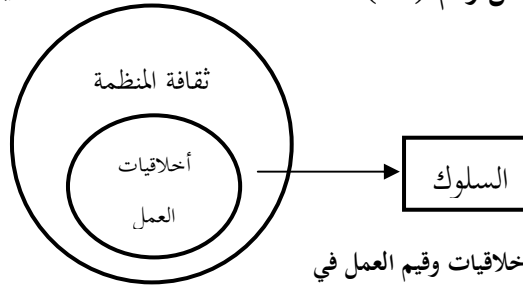 ثقافة المنظمة
أخلاقيات
العمل
السلوك
خلاقيات وقيم العمل في